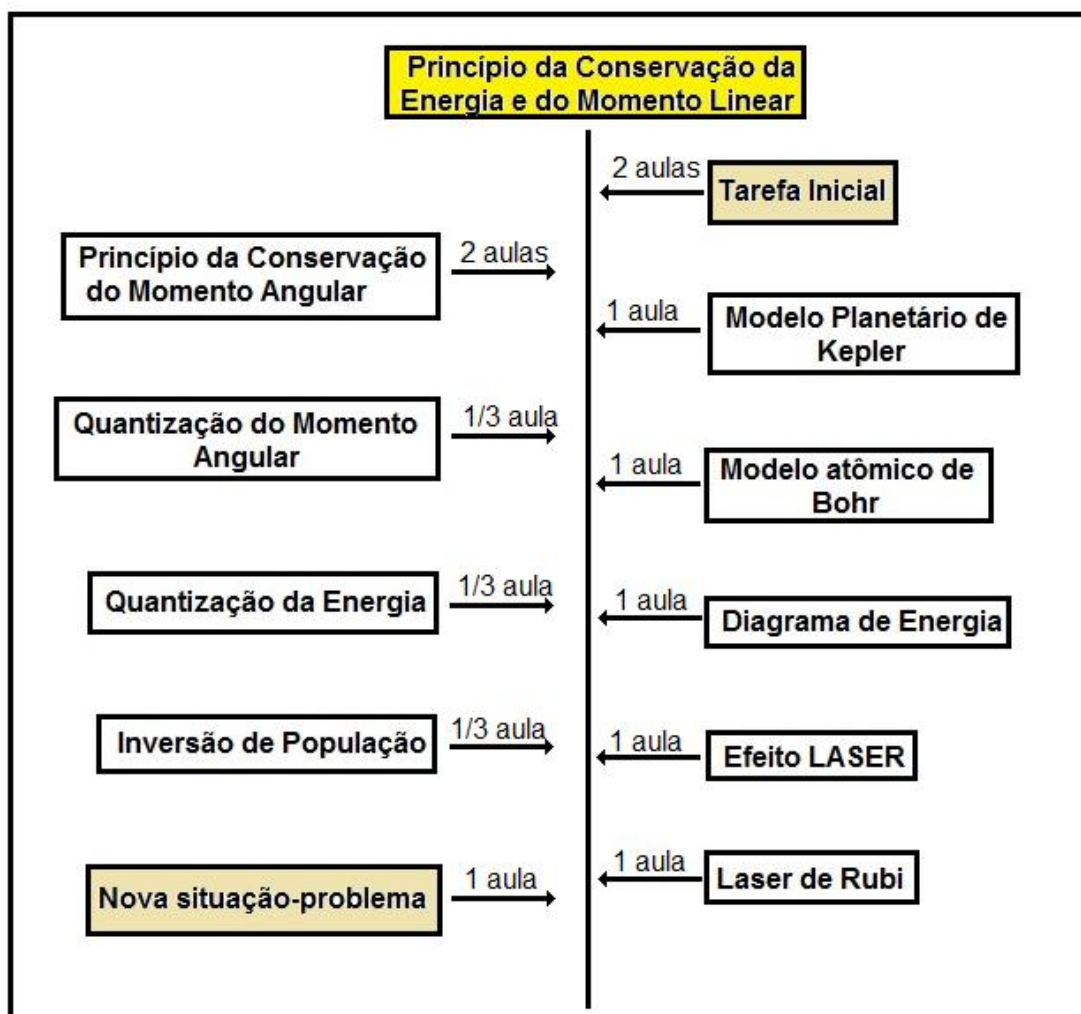 Princípio da Conservação da
Energia e do Momento Linear
2 aulas
Tarefa Inicial
Princípio da Conservação
do Momento Angular
2 aulas
1 aula
Modelo Planetário de
Kepler
Quantização do Momento
Angular
1/3 aula
1 aula
Modelo atômico de
Bohr
Quantização da Energia
1/3 aula
1 aula
Diagrama de Energia
Inversão de População
1/3 aula
1 aula
Efeito LASER
1 aula
Laser de Rubi
Nova situação-problema
1 aula